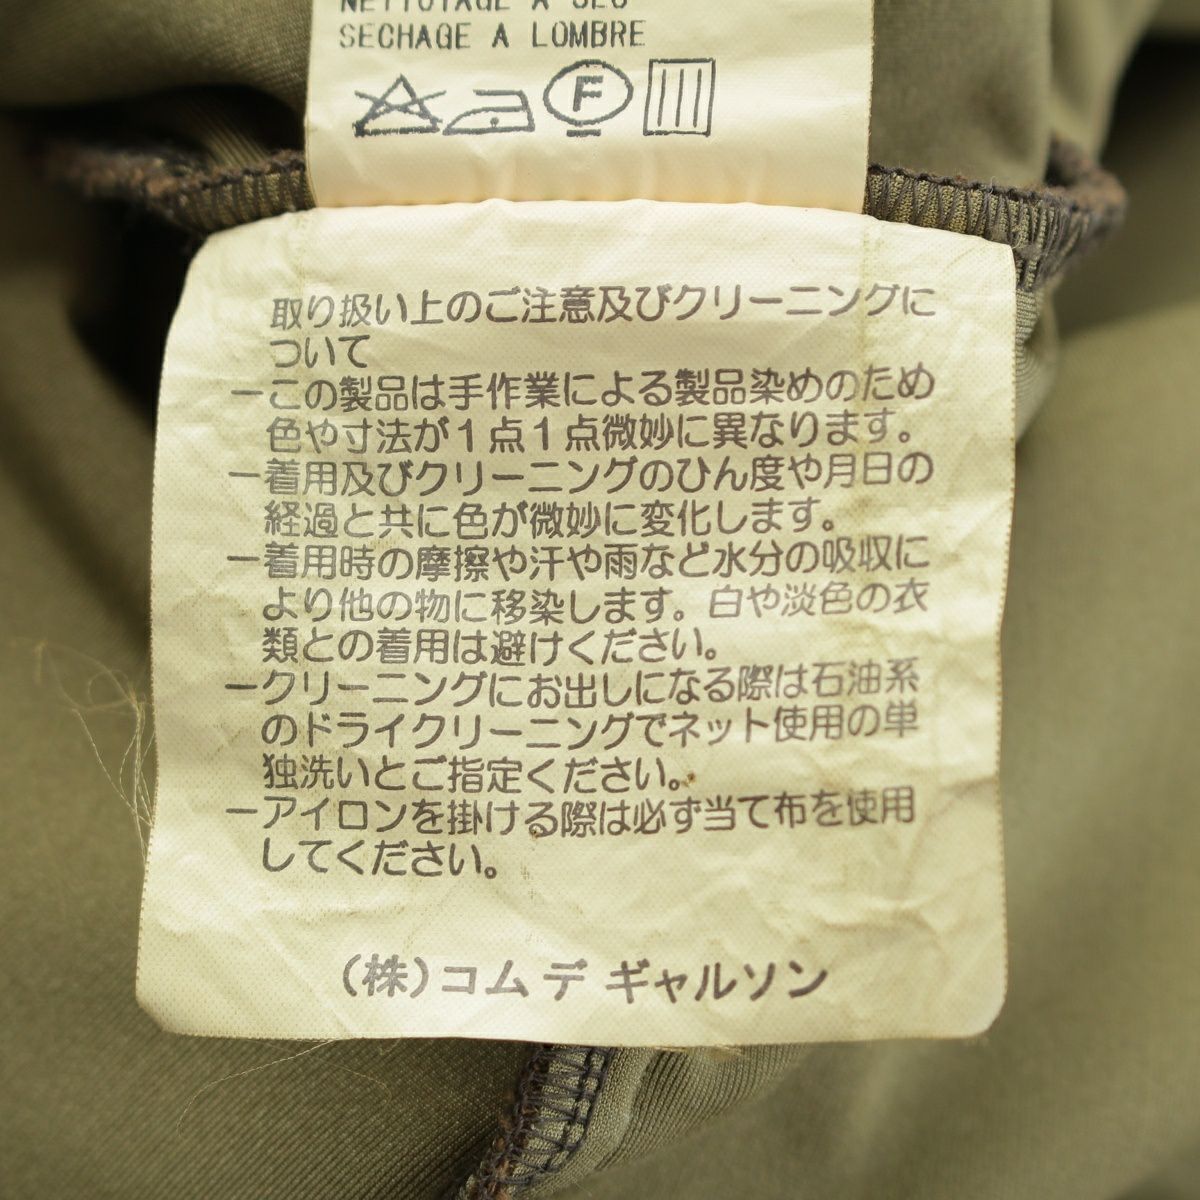 NETTOYAGE A SEC
SECHAGE A LOMBRE
F
取り扱い上のご注意及びクリーニングに
ついて
ーこの製品は手作業による製品染めのため
色や寸法が1点1点微妙に異なります。
ー着用及びクリーニングのひん度や月日の
経過と共に色が微妙に変化します。
ー着用時の摩擦や汗や雨など水分の吸収に
より他の物に移染します。白や淡色の衣
類との着用は避けください。
ークリーニングにお出しになる際は石油系
のドライクリーニングでネット使用の単
独洗いとご指定ください。
ーアイロンを掛ける際は必ず当て布を使用
してください。
(株)コム デ ギャルソン